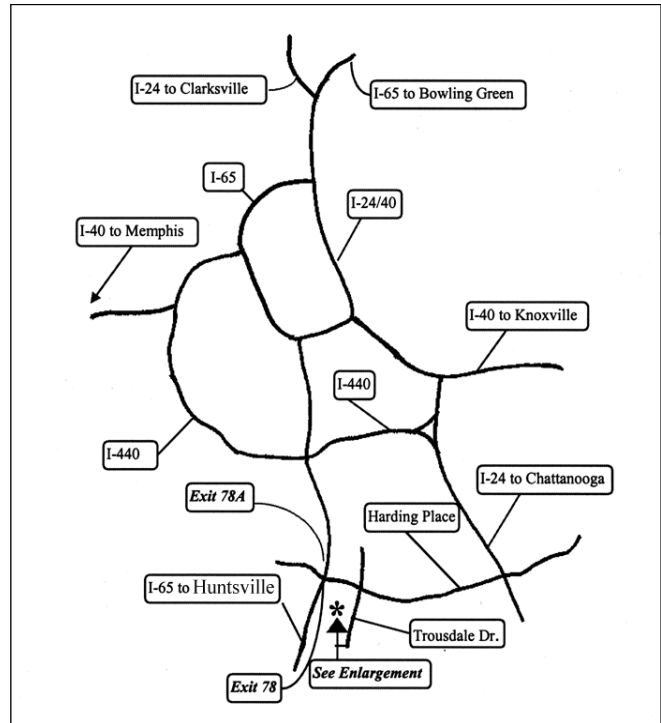 I-24 to Clarksville
I-65 to Bowling Green
I-65
I-24/40
I-40 to Memphis
I-40 to Knoxville
I-440
I-440
I-24 to Chattanooga
Exit 78A
Harding Place
I-65 to Huntsville
*
Trousdale Dr.
See Enlargement
Exit 78